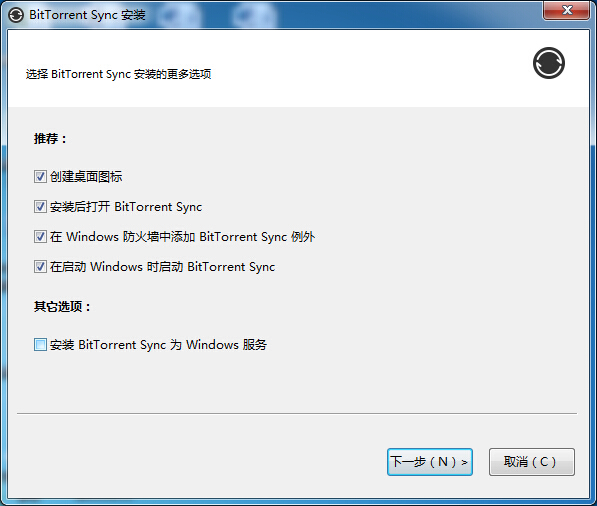 BitTorrent Sync 安装
选择 BitTorrent Sync 安装的更多选项
推荐：
创建桌面图标
安装后打开 BitTorrent Sync
在 Windows 防火墙中添加 BitTorrent Sync 例外
在启动 Windows 时启动 BitTorrent Sync
其它选项：
安装 BitTorrent Sync 为 Windows 服务
下一步（N）>
取消（C）